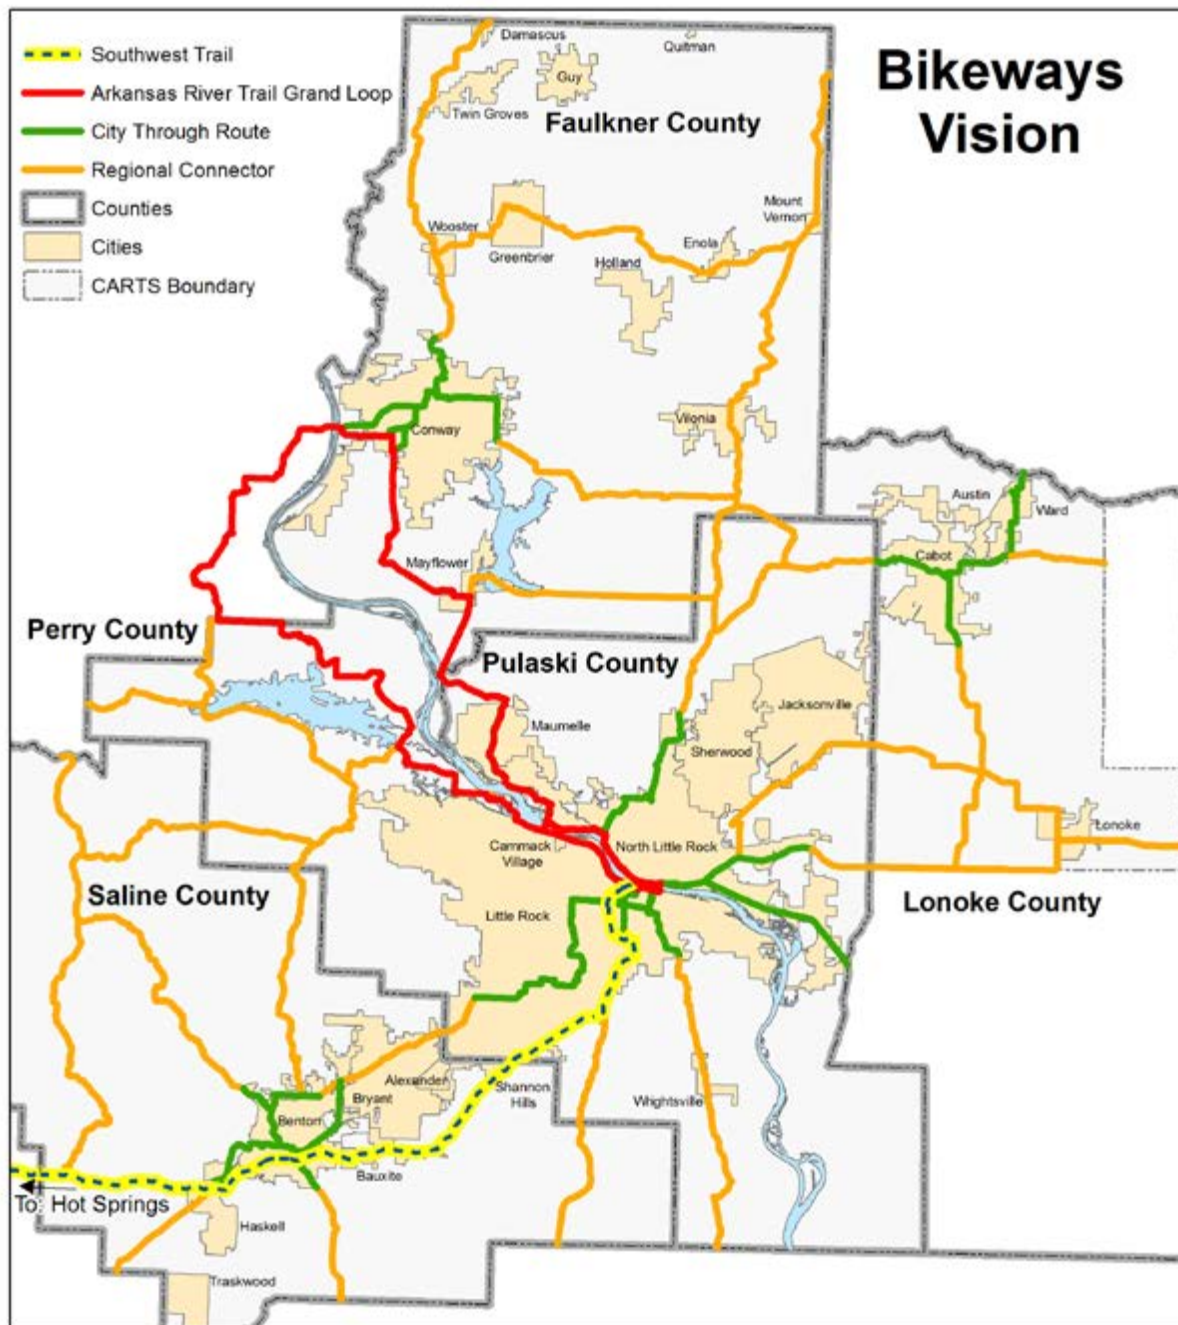 Bikeways
Vision
Southwest Trail
Arkansas River Trail Grand Loop
City Through Route
Regional Connector
Counties
Cities
CARTS Boundary
Damascus
Quitman
Guy
Twin Groves
Faulkner County
Mount
Vernon
Wooster
Enola
Greenbrier
Holland
Vilonia
Conway
Austin
Ward
Cabot
Mayflower
Perry County
Pulaski County
Jacksonville
Maumelle
Sherwood
Lonoke
Cammack
Village
North Little Rock
Saline County
Lonoke County
Little Rock
Alexander
Shannon
Hills
Bryant
Wrightsville
Benton
Bauxite
To: Hot Springs
Haskell
Traskwood